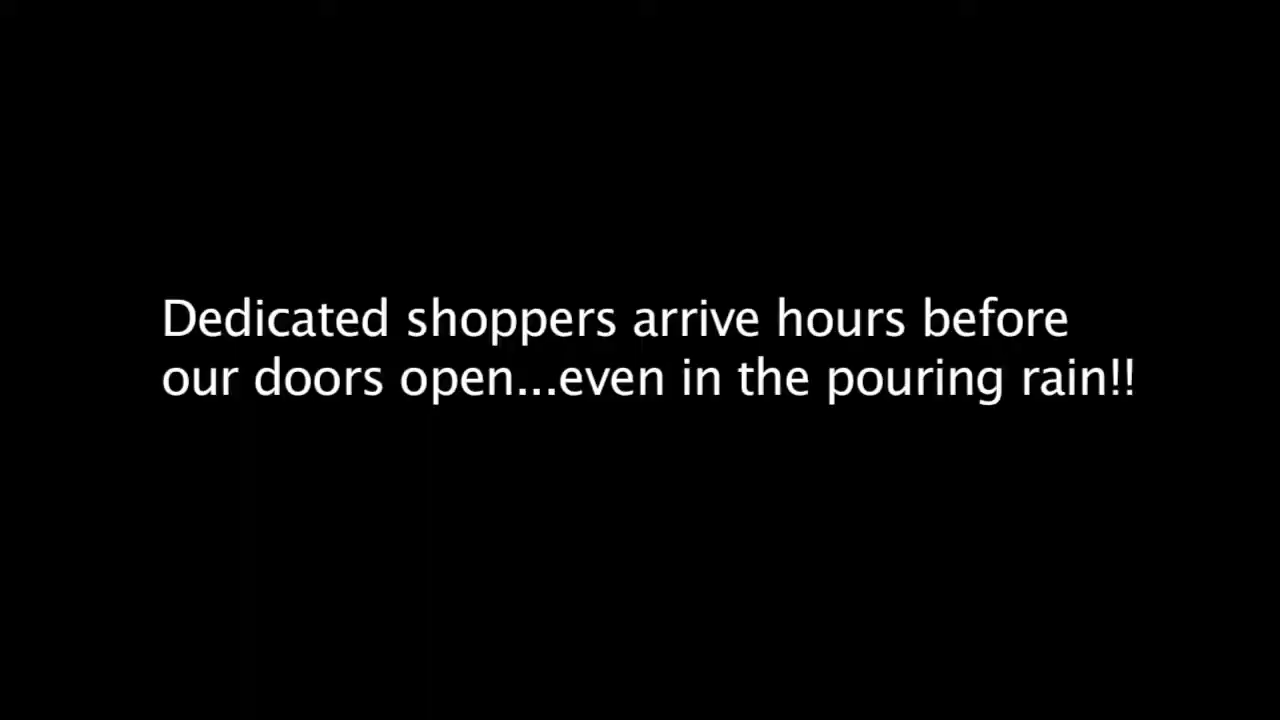 Dedicated shoppers arrive hours before
our doors open...even in the pouring rain!!